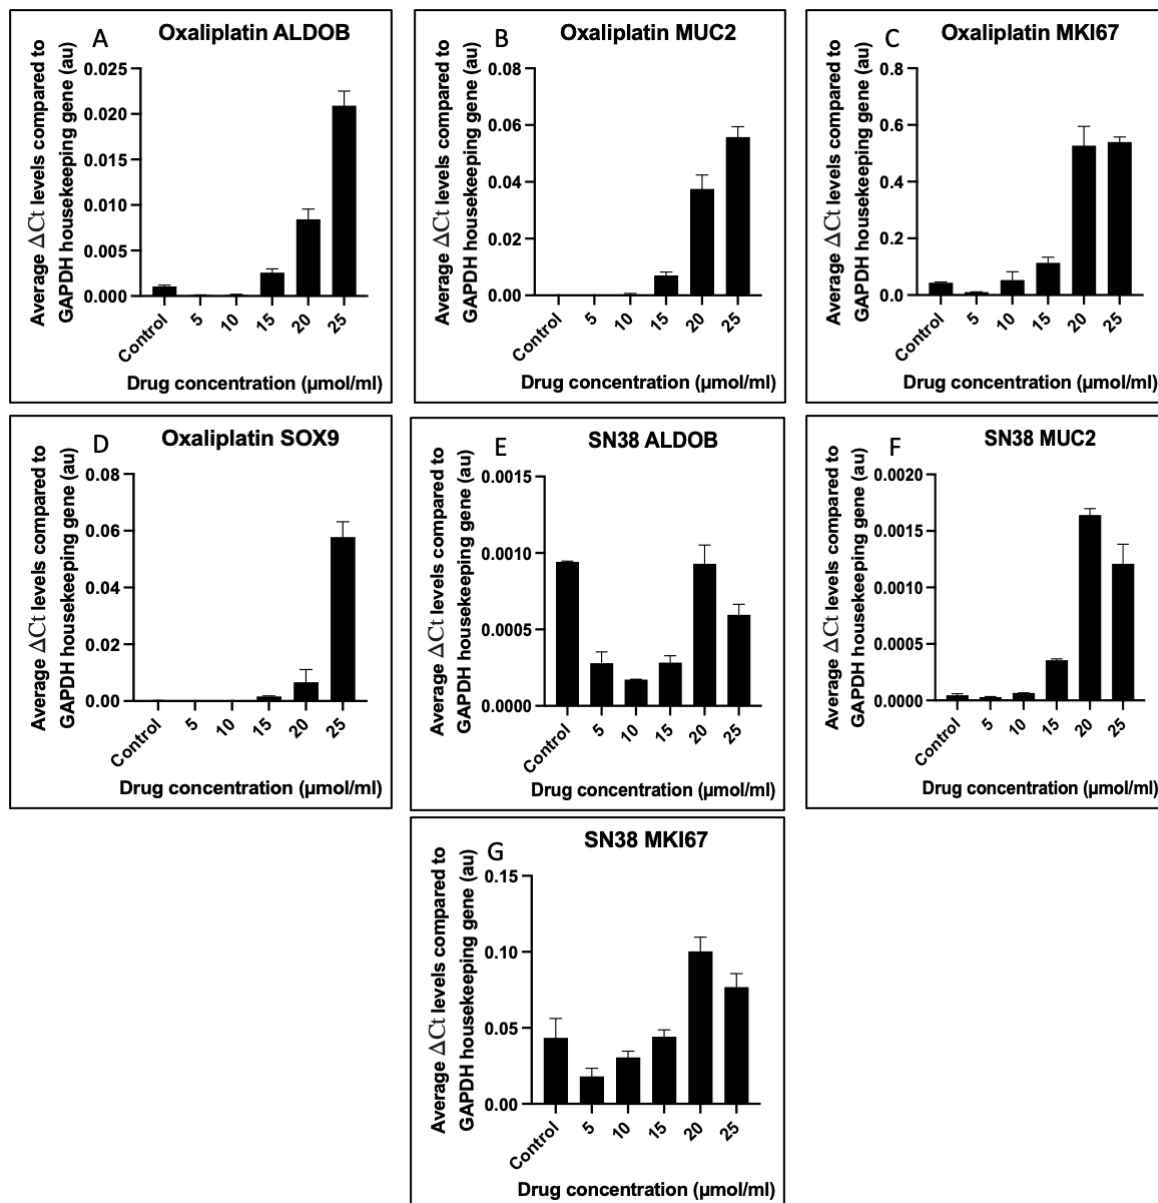 A Oxaliplatin ALDOB
Average ΔCt levels compared to
GAPDH housekeeping gene (au)
0.025
0.020
0.015
0.010
0.005
0.000
Control 5 10 15 20 25
Drug concentration (µmol/ml)
B Oxaliplatin MUC2
Average ΔCt levels compared to
GAPDH housekeeping gene (au)
0.08
0.06
0.04
0.02
0.00
Control 5 10 15 20 25
Drug concentration (µmol/ml)
C Oxaliplatin MKI67
Average ΔCt levels compared to
GAPDH housekeeping gene (au)
0.8
0.6
0.4
0.2
0.0
Control 5 10 15 20 25
Drug concentration (µmol/ml)
D Oxaliplatin SOX9
Average ΔCt levels compared to
GAPDH housekeeping gene (au)
0.08
0.06
0.04
0.02
0.00
Control 5 10 15 20 25
Drug concentration (µmol/ml)
E SN38 ALDOB
Average ΔCt levels compared to
GAPDH housekeeping gene (au)
0.0015
0.0010
0.0005
0.0000
Control 5 10 15 20 25
Drug concentration (µmol/ml)
F SN38 MUC2
Average ΔCt levels compared to
GAPDH housekeeping gene (au)
0.0020
0.0015
0.0010
0.0005
0.0000
Control 5 10 15 20 25
Drug concentration (µmol/ml)
G SN38 MKI67
Average ΔCt levels compared to
GAPDH housekeeping gene (au)
0.15
0.10
0.05
0.00
Control 5 10 15 20 25
Drug concentration (µmol/ml)